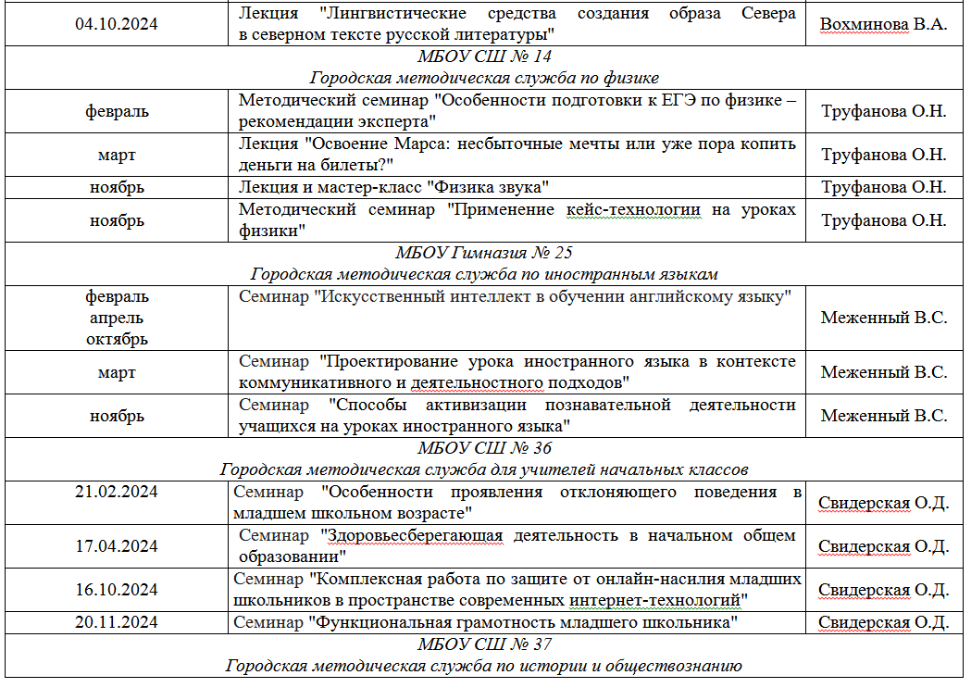 04.10.2024
Лекция "Лингвистические средства создания образа Севера
в северном тексте русской литературы"
Вохминова В.А.
МБОУ СШ № 14
Городская методическая служба по физике
февраль
Методический семинар "Особенности подготовки к ЕГЭ по физике –
рекомендации эксперта"
Труфанова О.Н.
март
Лекция "Освоение Марса: несбыточные мечты или уже пора копить
деньги на билеты?"
Труфанова О.Н.
ноябрь
Лекция и мастер-класс "Физика звука"
Труфанова О.Н.
ноябрь
Методический семинар "Применение кейс-технологии на уроках
физики"
Труфанова О.Н.
МБОУ Гимназия № 25
Городская методическая служба по иностранным языкам
февраль
апрель
октябрь
Семинар "Искусственный интеллект в обучении английскому языку"
Меженный В.С.
март
Семинар "Проектирование урока иностранного языка в контексте
коммуникативного и деятельностного подходов"
Меженный В.С.
ноябрь
Семинар "Способы активизации познавательной деятельности
учащихся на уроках иностранного языка"
Меженный В.С.
МБОУ СШ № 36
Городская методическая служба для учителей начальных классов
21.02.2024
Семинар "Особенности проявления отклоняющего поведения в
младшем школьном возрасте"
Свидерская О.Д.
17.04.2024
Семинар "Здоровьесберегающая деятельность в начальном общем
образовании"
Свидерская О.Д.
16.10.2024
Семинар "Комплексная работа по защите от онлайн-насилия младших
школьников в пространстве современных интернет-технологий"
Свидерская О.Д.
20.11.2024
Семинар "Функциональная грамотность младшего школьника"
Свидерская О.Д.
МБОУ СШ № 37
Городская методическая служба по истории и обществознанию